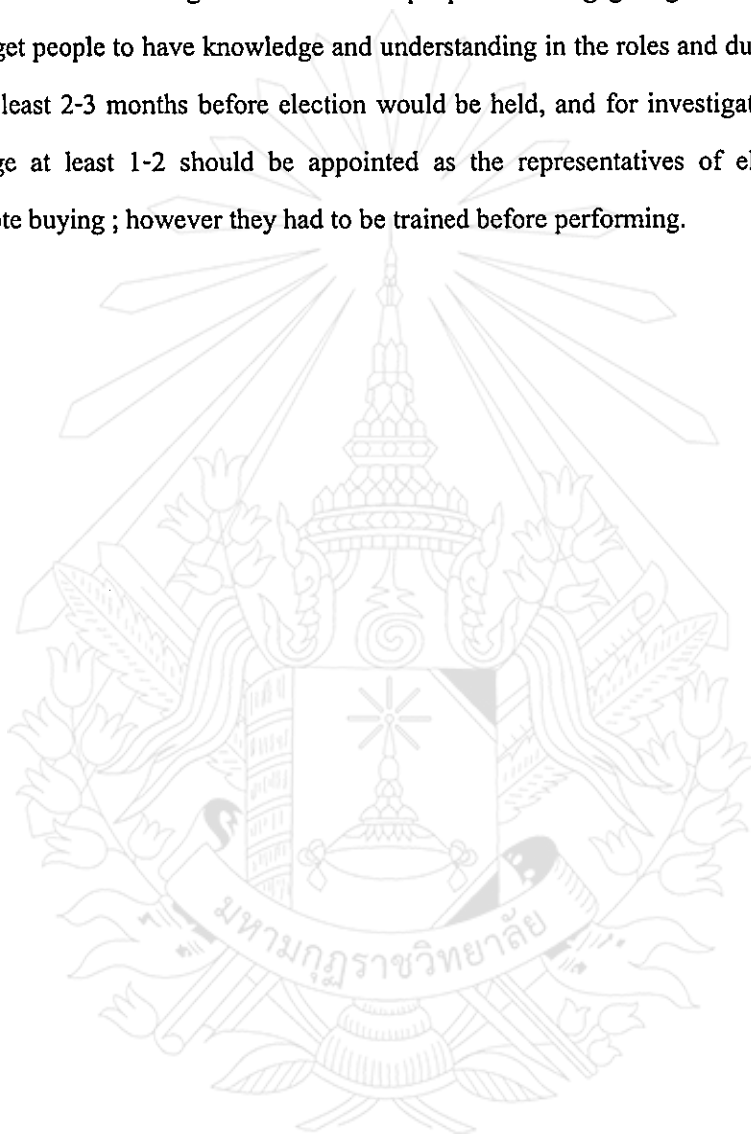 get people to have knowledge and understanding in the roles and du
least 2-3 months before election would be held, and for investigat
ge at least 1-2 should be appointed as the representatives of el
te buying ; however they had to be trained before performing.
มหามกุฏราชวิทยาลัย